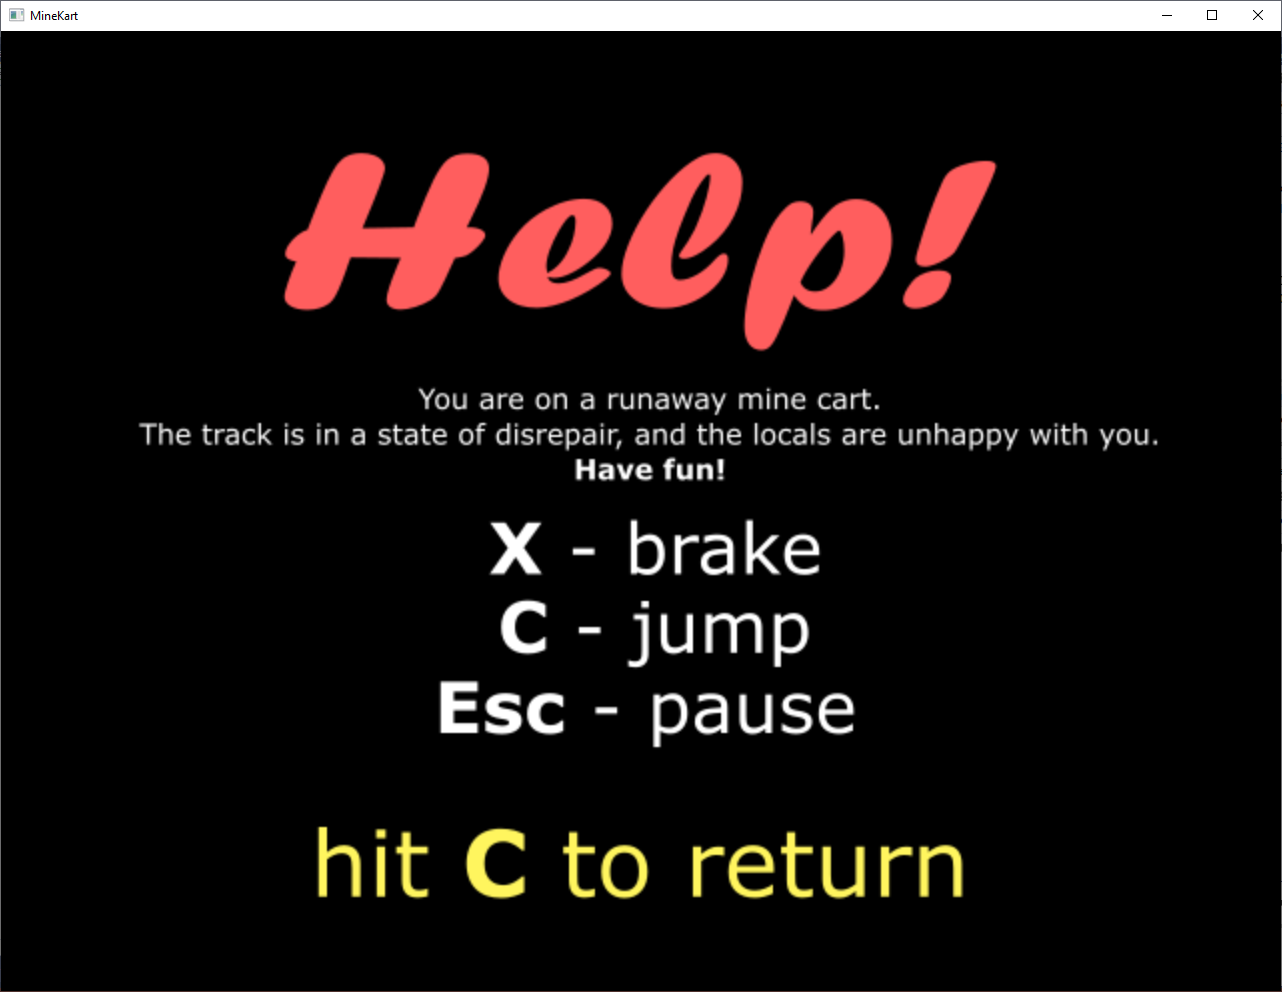 MineKart
Help!
You are on a runaway mine cart.
The track is in a state of disrepair, and the locals are unhappy with you.
Have fun!
X - brake
C - jump
Esc - pause
hit C to return